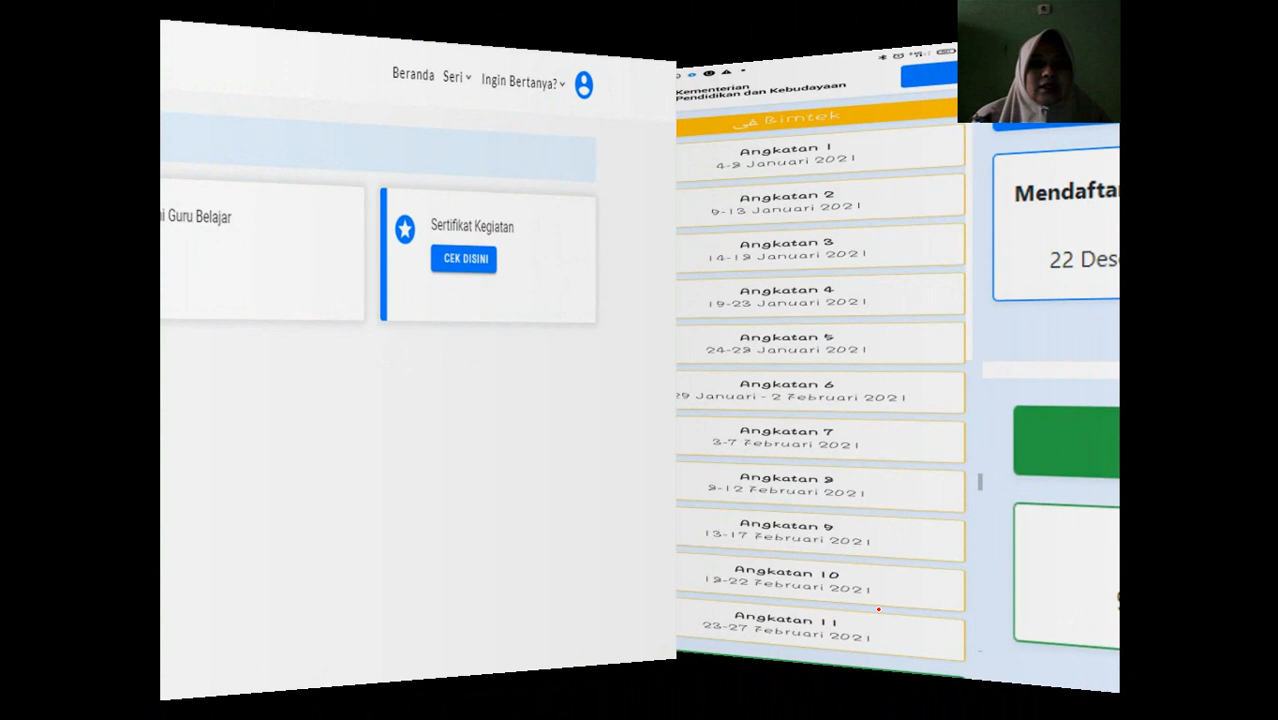 Beranda Seri Ingin Bertanya?
i Guru Belajar
Sertifikat Kegiatan
CEK DISINI
Kementerian
Pendidikan dan Kebudayaan
Bimtek
Angkatan 1
4-8 Januari 2021
Angkatan 2
9-13 Januari 2021
Angkatan 3
14-18 Januari 2021
Angkatan 4
19-23 Januari 2021
Angkatan 5
24-28 Januari 2021
Angkatan 6
29 Januari - 2 Februari 2021
Angkatan 7
3-7 Februari 2021
Angkatan 8
8-12 Februari 2021
Angkatan 9
13-17 Februari 2021
Angkatan 10
18-22 Februari 2021
Angkatan 11
23-27 Februari 2021
Mendaftar
22 Des